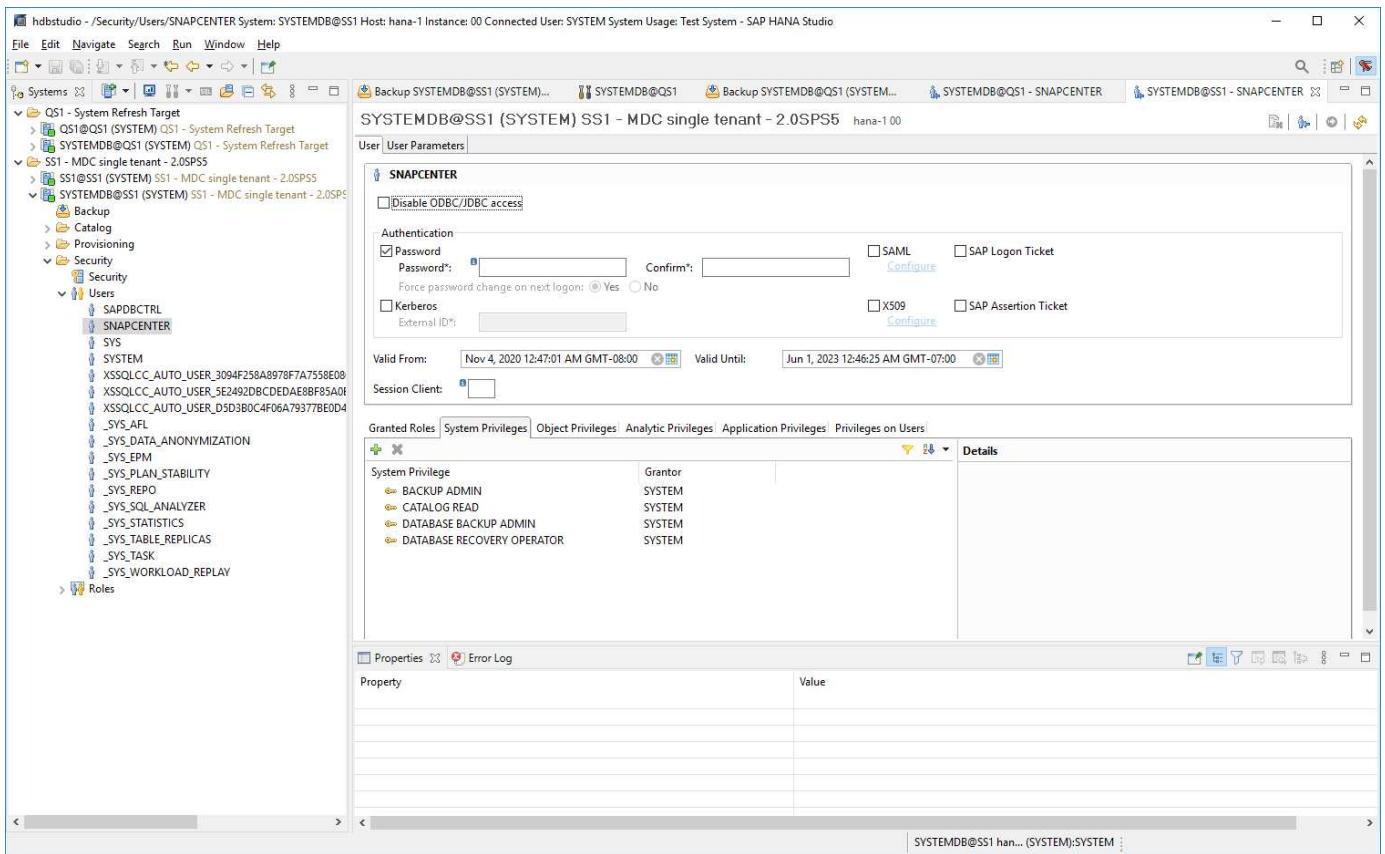 hdbstudio - /Security/Users/SNAPCENTER System: SYSTEMDB@SS1 Host: hana-1 Instance: 00 Connected User: SYSTEM System Usage: Test System - SAP HANA Studio
File Edit Navigate Search Run Window Help
Systems
QS1 - System Refresh Target
QS1@QS1 (SYSTEM) QS1 - System Refresh Target
SYSTEMDB@QS1 (SYSTEM) QS1 - System Refresh Target
SS1 - MDC single tenant - 2.0SPS5
SS1@SS1 (SYSTEM) SS1 - MDC single tenant - 2.0SPS5
SYSTEMDB@SS1 (SYSTEM) SS1 - MDC single tenant - 2.0SPS
Backup
Catalog
Provisioning
Security
Security
Users
SAPDBCTRL
SNAPCENTER
SYS
SYSTEM
XSSQLCC_AUTO_USER_3094F258A8978F7A7558E08
XSSQLCC_AUTO_USER_5E2492DBCDEDAE8BF85A0
XSSQLCC_AUTO_USER_D5D3B0C4F06A79377BE0D4
_SYS_AFL
_SYS_DATA_ANONYMIZATION
_SYS_EPM
_SYS_PLAN_STABILITY
_SYS_REPO
_SYS_SQL_ANALYZER
_SYS_STATISTICS
_SYS_TABLE_REPLICAS
_SYS_TASK
_SYS_WORKLOAD_REPLAY
Roles
Backup SYSTEMDB@SS1 (SYSTEM)... SYSTEMDB@QS1 Backup SYSTEMDB@QS1 (SYSTEM... SYSTEMDB@QS1 - SNAPCENTER SYSTEMDB@SS1 - SNAPCENTER
SYSTEMDB@SS1 (SYSTEM) SS1 - MDC single tenant - 2.0SPS5 hana-1 00
User User Parameters
SNAPCENTER
Disable ODBC/JDBC access
Authentication
Password SAML SAP Logon Ticket
Password*: Confirm*: Configure
Force password change on next logon: Yes No
Kerberos X509 SAP Assertion Ticket
External ID*: Configure
Valid From: Nov 4, 2020 12:47:01 AM GMT-08:00 Valid Until: Jun 1, 2023 12:46:25 AM GMT-07:00
Session Client:
Granted Roles System Privileges Object Privileges Analytic Privileges Application Privileges Privileges on Users
Details
System Privilege Grantor
BACKUP ADMIN SYSTEM
CATALOG READ SYSTEM
DATABASE BACKUP ADMIN SYSTEM
DATABASE RECOVERY OPERATOR SYSTEM
Properties Error Log
Property Value
SYSTEMDB@SS1 han... (SYSTEM):SYSTEM